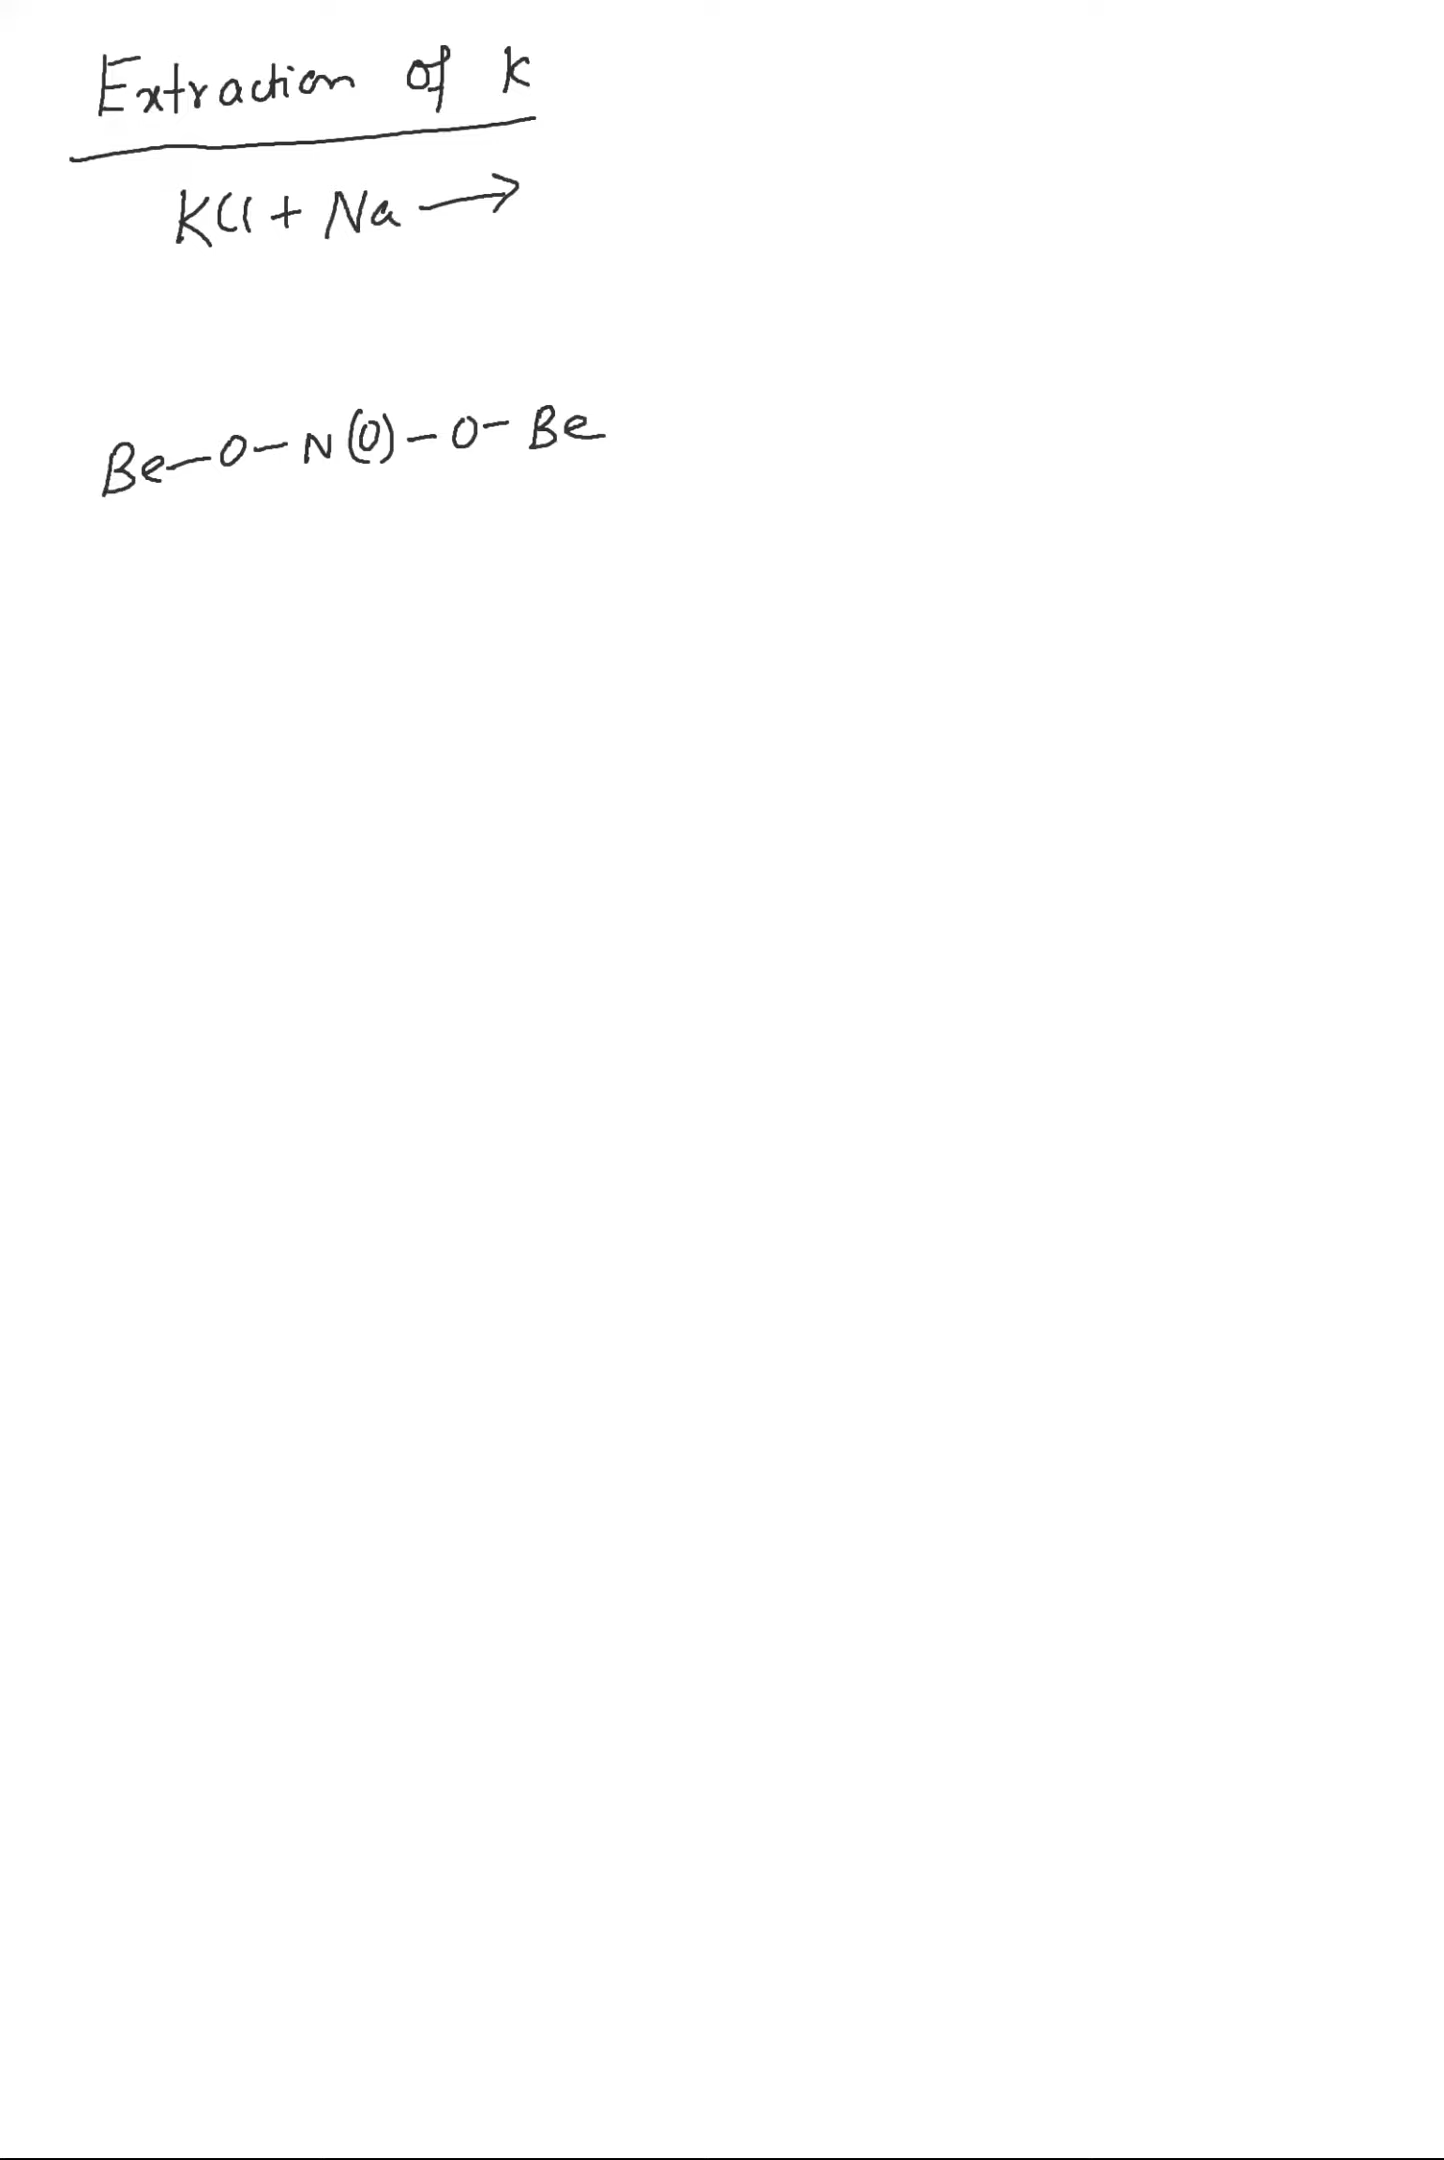 Extraction of K
KCl + Na ⟶
Be-O-N(O)-O-Be